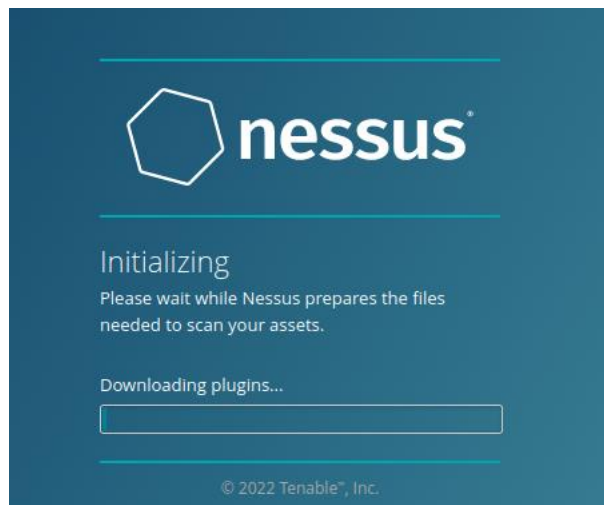 nessus®
Initializing
Please wait while Nessus prepares the files
needed to scan your assets.
Downloading plugins...
© 2022 Tenable™, Inc.